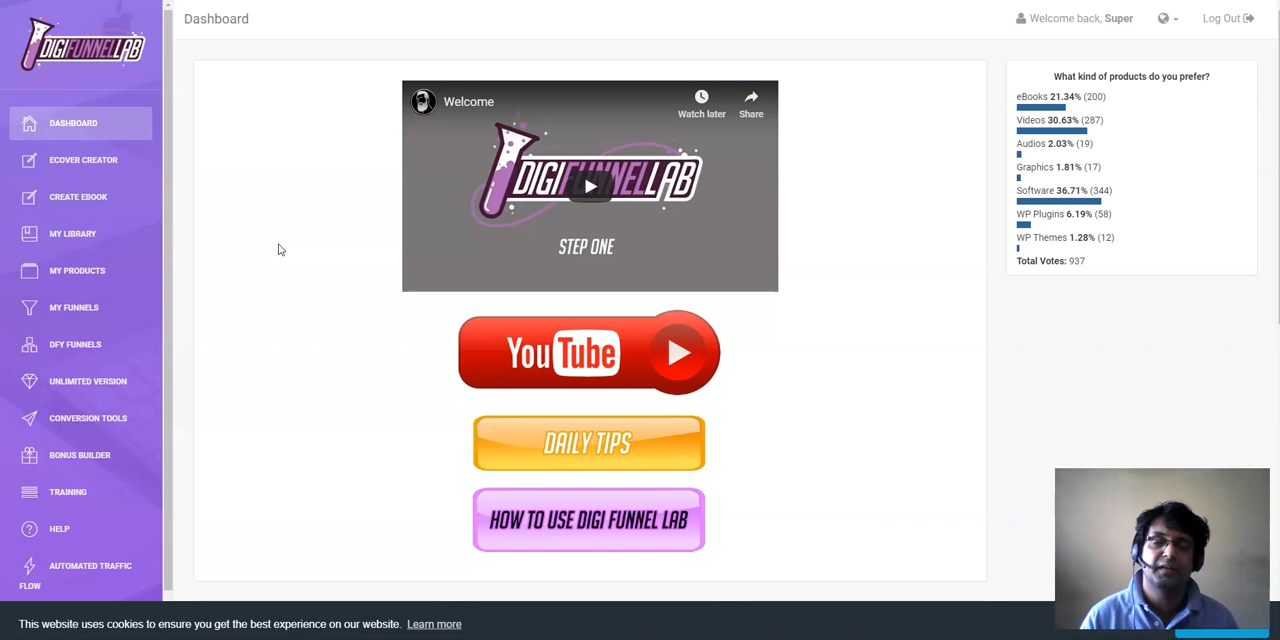 DIGIFUNNELLAB
DASHBOARD
ECOVER CREATOR
CREATE EBOOK
MY LIBRARY
MY PRODUCTS
MY FUNNELS
DFY FUNNELS
UNLIMITED VERSION
CONVERSION TOOLS
BONUS BUILDER
TRAINING
HELP
AUTOMATED TRAFFIC
FLOW
Dashboard
Welcome back, Super
Log Out
Welcome
Watch later
Share
DIGIFUNNELLAB
STEP ONE
YouTube
DAILY TIPS
HOW TO USE DIGI FUNNEL LAB
What kind of products do you prefer?
eBooks 21.34% (200)
Videos 30.63% (287)
Audios 2.03% (19)
Graphics 1.81% (17)
Software 36.71% (344)
WP Plugins 6.19% (58)
WP Themes 1.28% (12)
Total Votes: 937
This website uses cookies to ensure you get the best experience on our website. Learn more